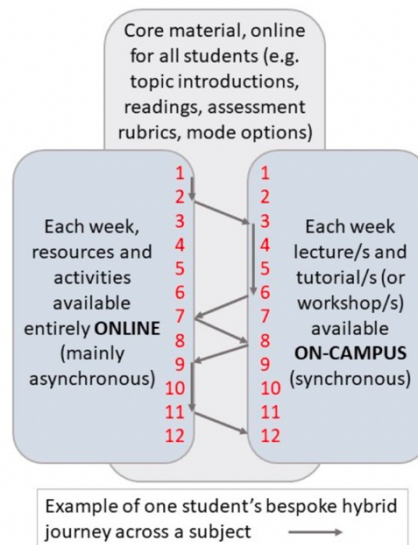 Core material, online
for all students (e.g.
topic introductions,
readings, assessment
rubrics, mode options)
Each week,
resources and
activities
available
entirely ONLINE
(mainly
asynchronous)
1
2
3
4
5
6
7
8
9
10
11
12
1
2
3
4
5
6
7
8
9
10
11
12
Each week
lecture/s and
tutorial/s (or
workshop/s)
available
ON-CAMPUS
(synchronous)
Example of one student's bespoke hybrid
journey across a subject